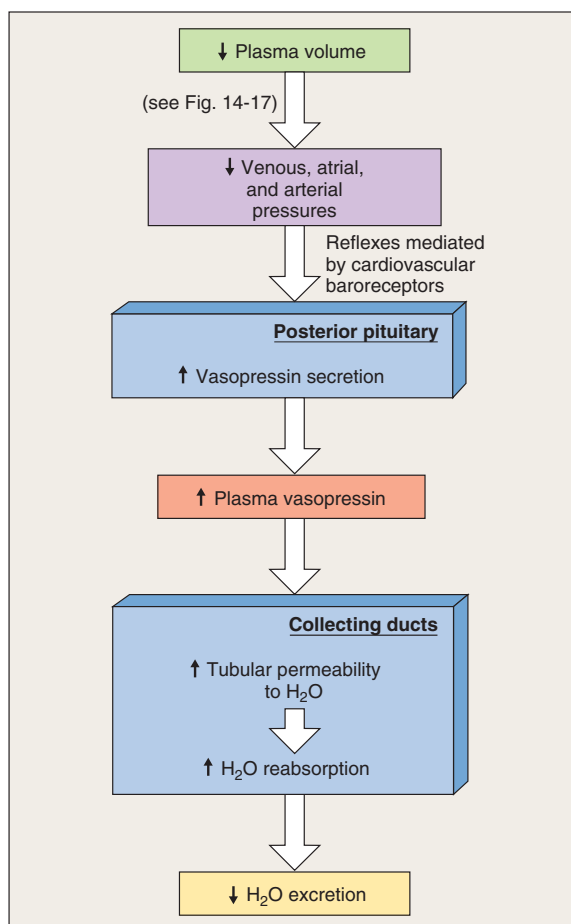 ↓ Plasma volume
(see Fig. 14-17)
↓ Venous, atrial,
and arterial
pressures
Reflexes mediated
by cardiovascular
baroreceptors
Posterior pituitary
↑ Vasopressin secretion
↑ Plasma vasopressin
Collecting ducts
↑ Tubular permeability
to H₂O
↑ H₂O reabsorption
↓ H₂O excretion